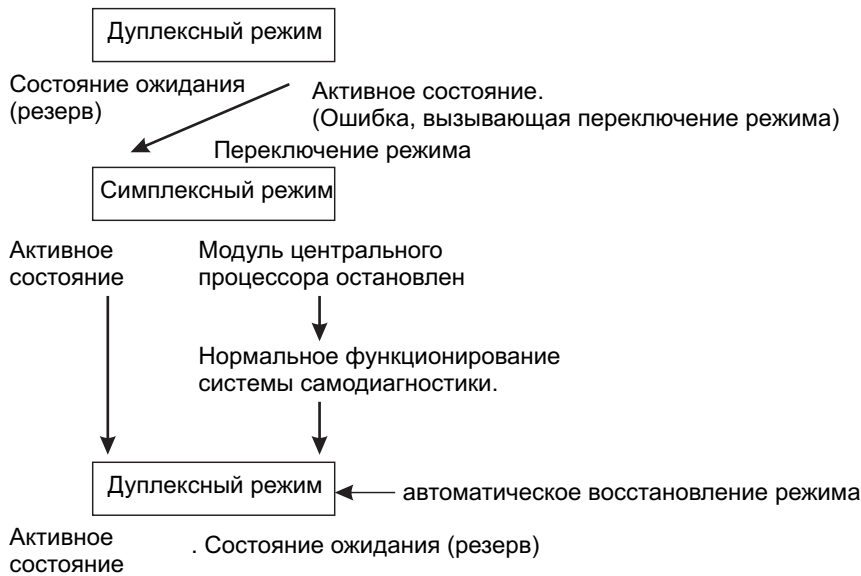 Дуплексный режим
Состояние ожидания
(резерв)
Активное состояние.
(Ошибка, вызывающая переключение режима)
Переключение режима
Симплексный режим
Активное
состояние
Модуль центрального
процессора остановлен
Нормальное функционирование
системы самодиагностики.
Дуплексный режим
автоматическое восстановление режима
Активное
состояние
. Состояние ожидания (резерв)